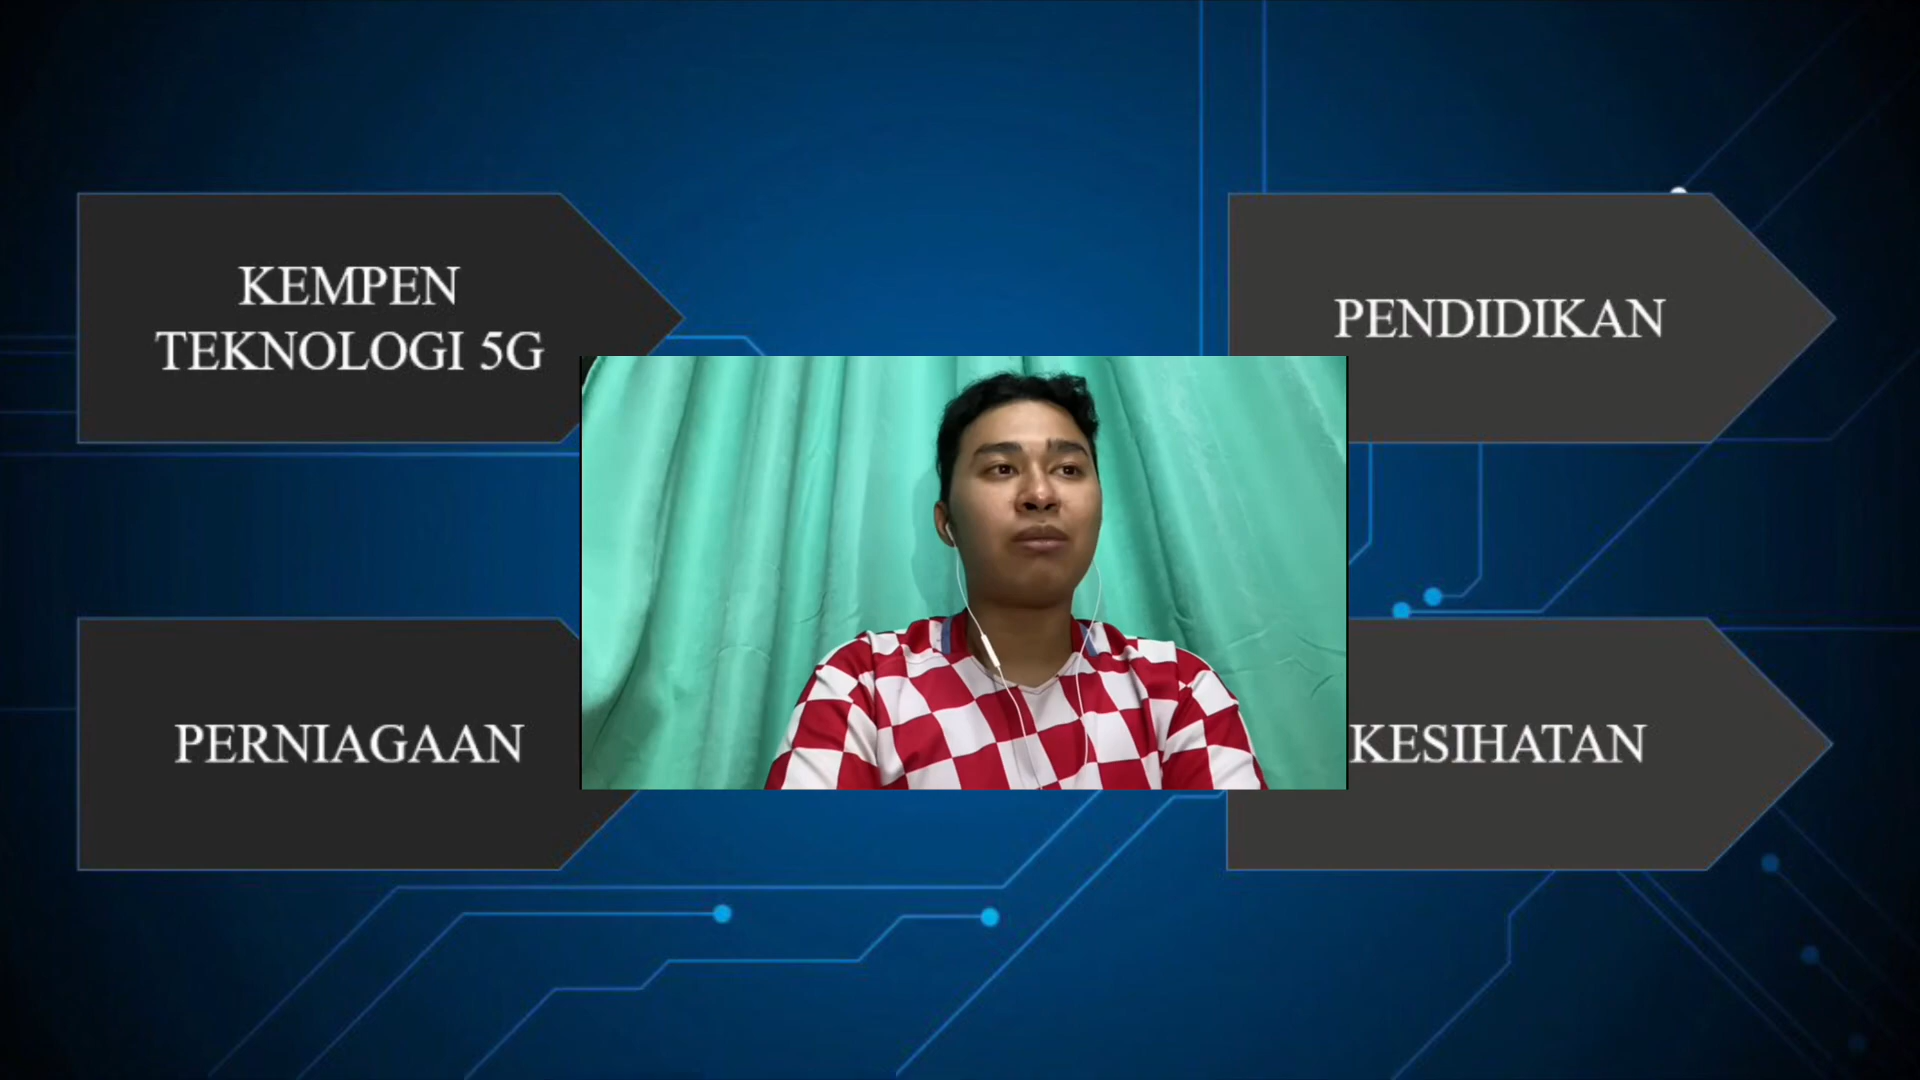 KEMPEN
TEKNOLOGI 5G
PENDIDIKAN
PERNIAGAAN
KESIHATAN